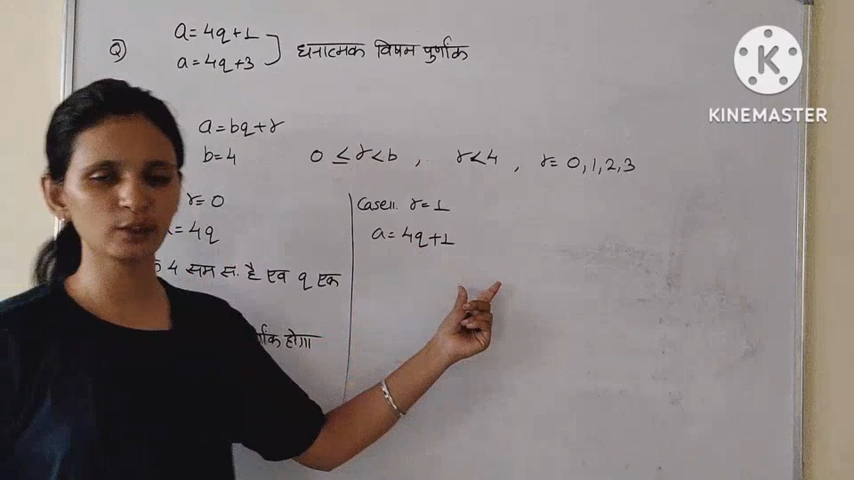 Q) a = 4q+1
a = 4q+3 } धनात्मक विषम पुर्णांक
a = bq+r
b = 4 0 ≤ r < b , r < 4 , r = 0, 1, 2, 3
r = 0
= 4q
4 सम स. है एवं q एक
होगा
Case II. r = 1
a = 4q+1
K
KINEMASTER